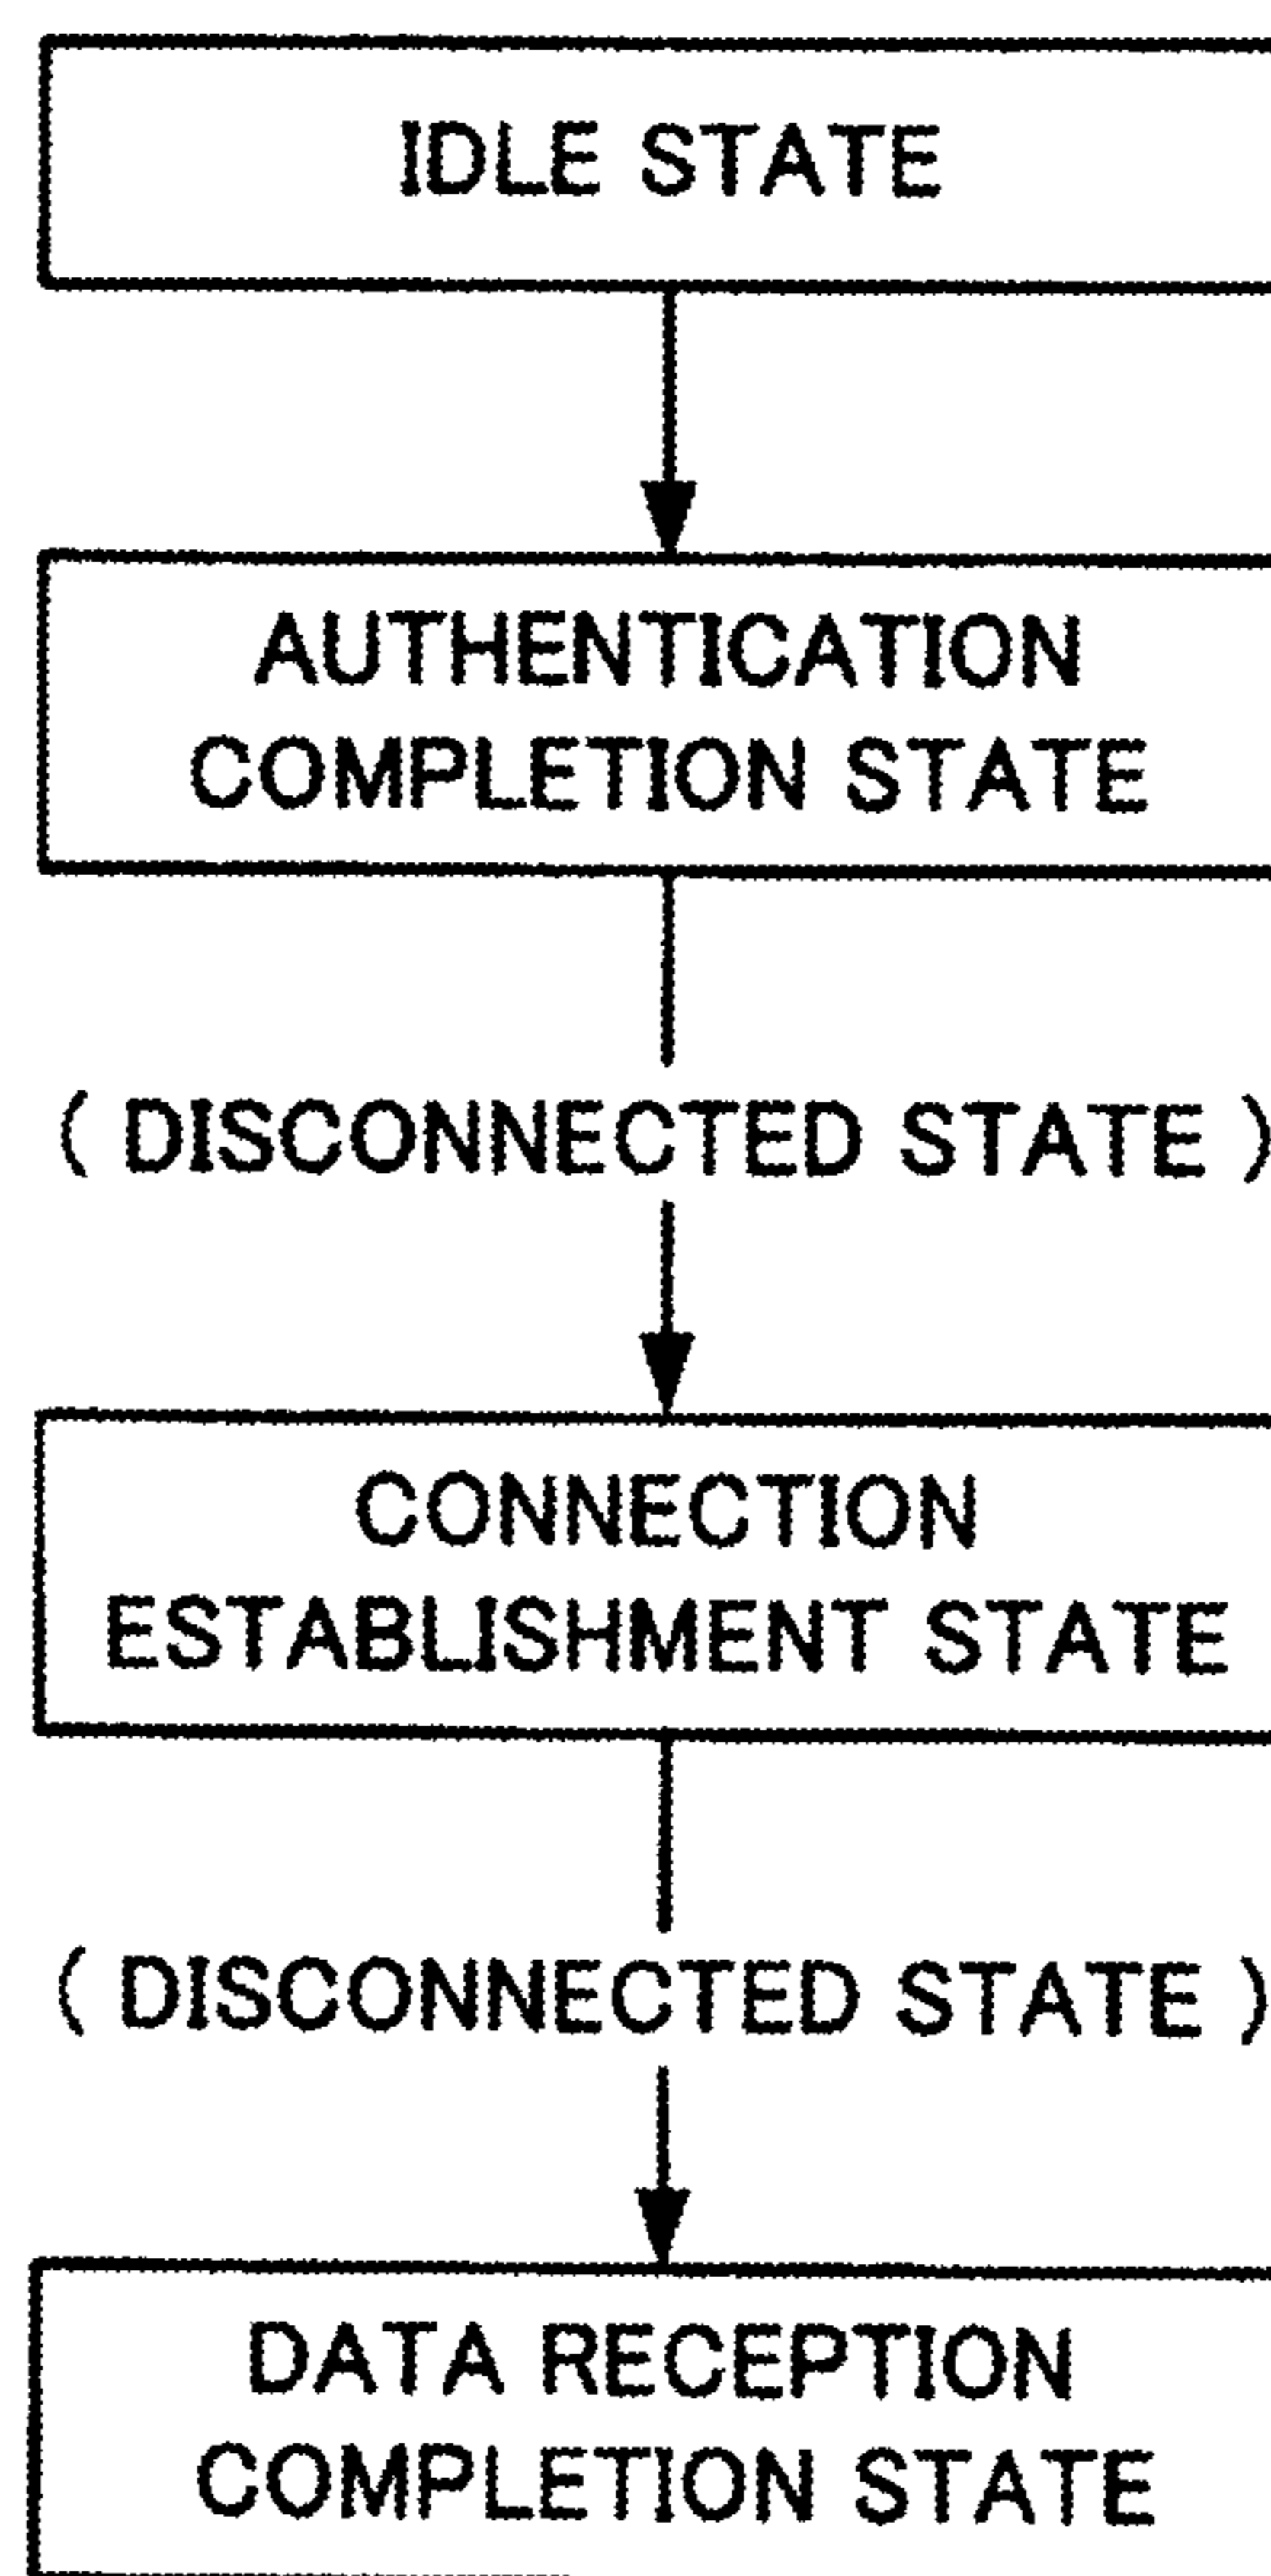 IDLE STATE
AUTHENTICATION
COMPLETION STATE
( DISCONNECTED STATE )
CONNECTION
ESTABLISHMENT STATE
( DISCONNECTED STATE )
DATA RECEPTION
COMPLETION STATE